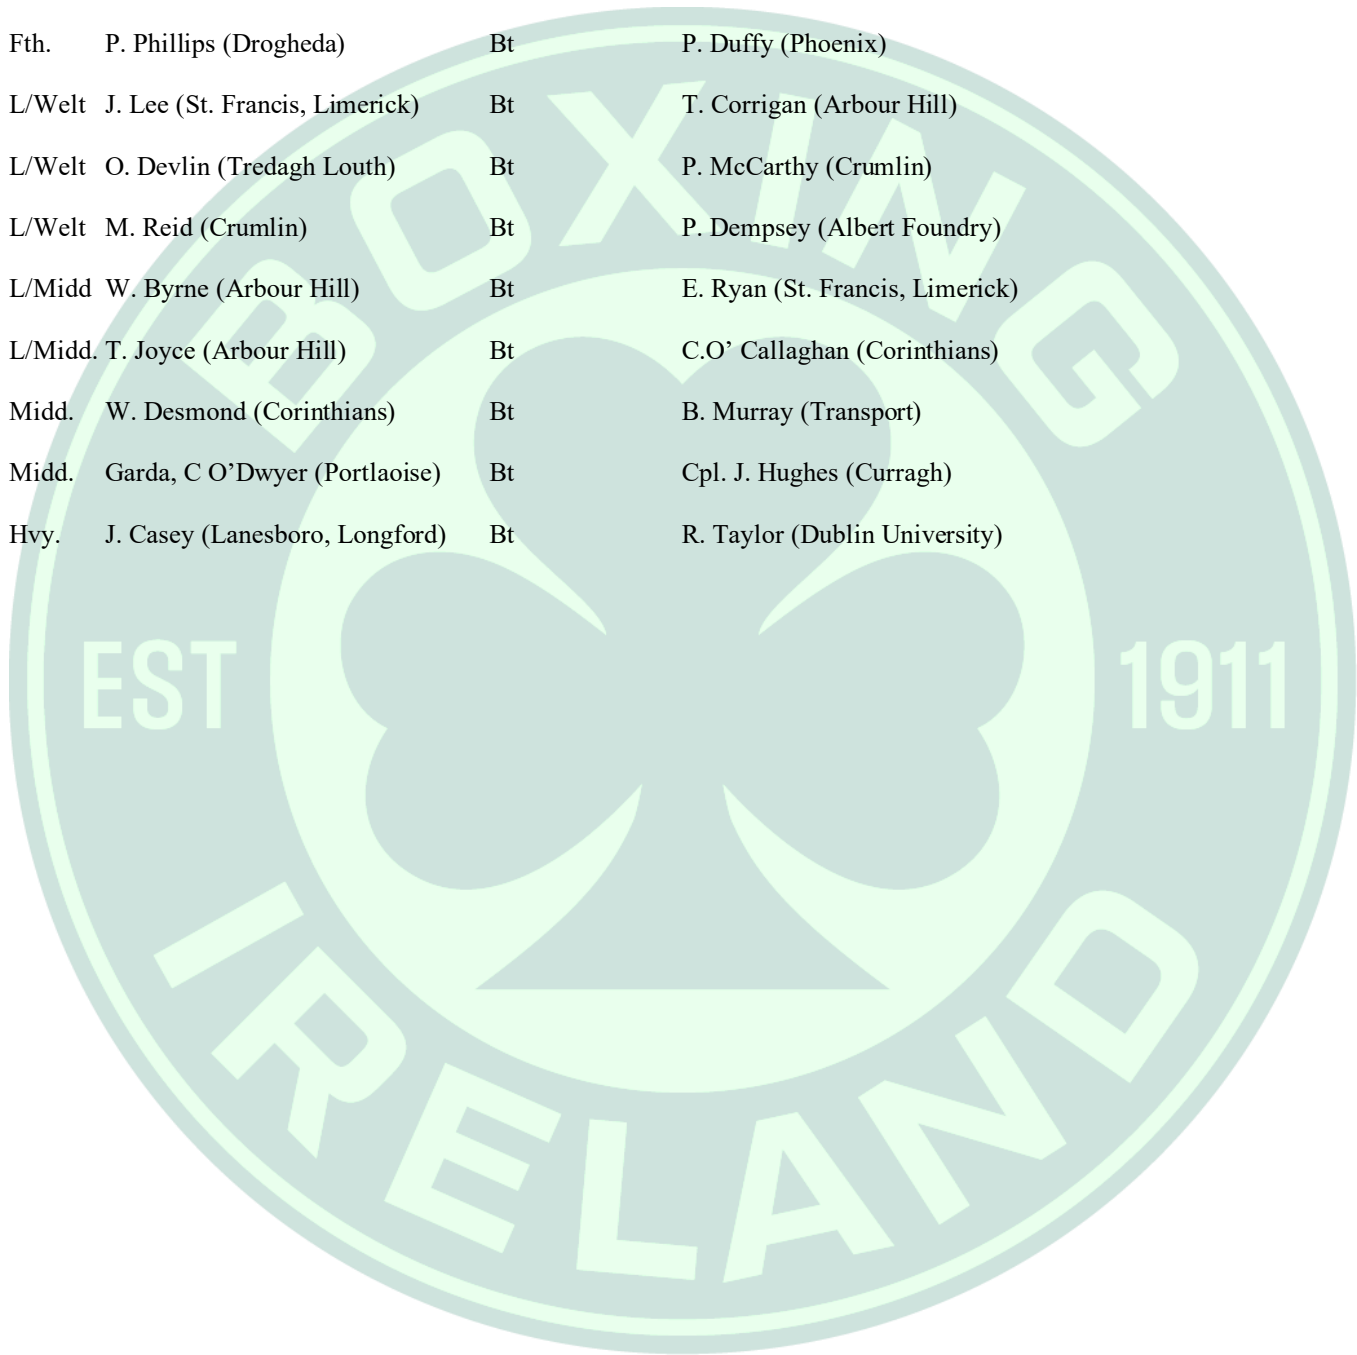 Fth. P. Phillips (Drogheda) Bt P. Duffy (Phoenix)
L/Welt J. Lee (St. Francis, Limerick) Bt T. Corrigan (Arbour Hill)
L/Welt O. Devlin (Tredagh Louth) Bt P. McCarthy (Crumlin)
L/Welt M. Reid (Crumlin) Bt P. Dempsey (Albert Foundry)
L/Midd W. Byrne (Arbour Hill) Bt E. Ryan (St. Francis, Limerick)
L/Midd. T. Joyce (Arbour Hill) Bt C.O’ Callaghan (Corinthians)
Midd. W. Desmond (Corinthians) Bt B. Murray (Transport)
Midd. Garda, C O’Dwyer (Portlaoise) Bt Cpl. J. Hughes (Curragh)
Hvy. J. Casey (Lanesboro, Longford) Bt R. Taylor (Dublin University)
BOXING
EST 1911
IRELAND